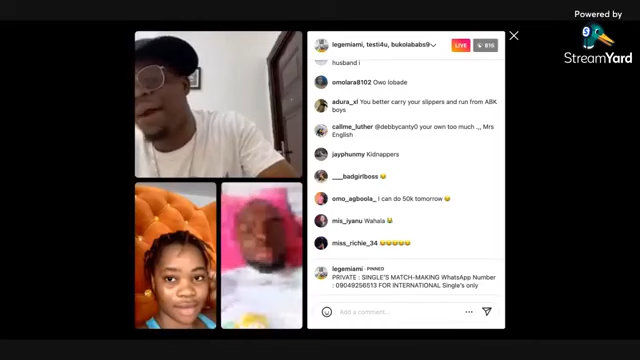 Powered by
StreamYard
legemiami, testi4u, bukolababs9
LIVE
815
husband i
omolara8102 Owo lobade
adura_xl You better carry your slippers and run from ABK
boys
callme_luther @debbycanty0 your own too much .,, Mrs
English
jayphunmy Kidnappers
___badgirlboss 😂
omo_agboola_ I can do 50k tomorrow 😂
mis_iyanu Wahala 😹
miss_richie_34 😂😂😂😂😂
legemiami · PINNED
PRIVATE : SINGLE'S MATCH-MAKING WhatsApp Number
: 09049256513 FOR INTERNATIONAL Single's only
Add a comment...